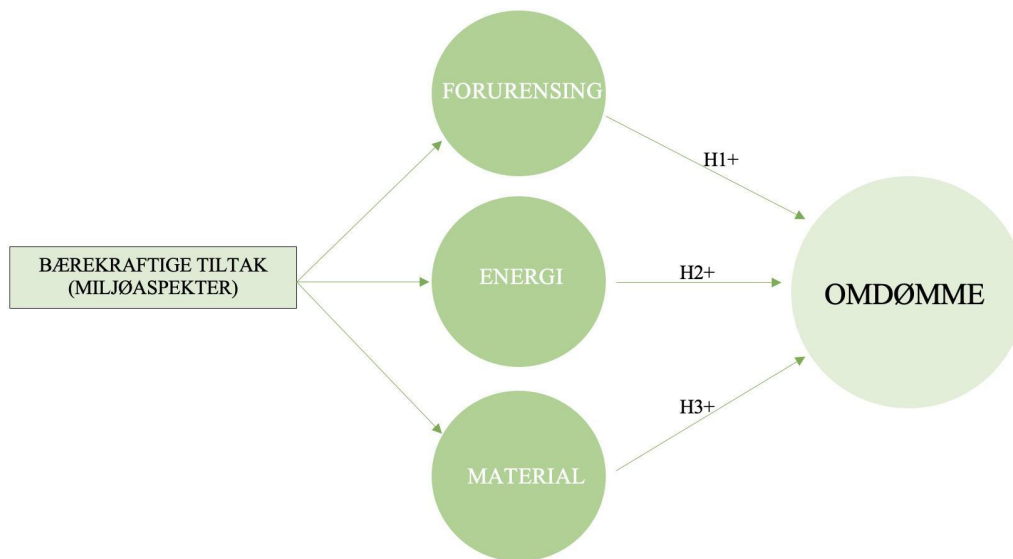 FORURENSING
H1+
BÆREKRAFTIGE TILTAK
(MILJØASPEKTER)
ENERGI
H2+
OMDØMME
H3+
MATERIAL